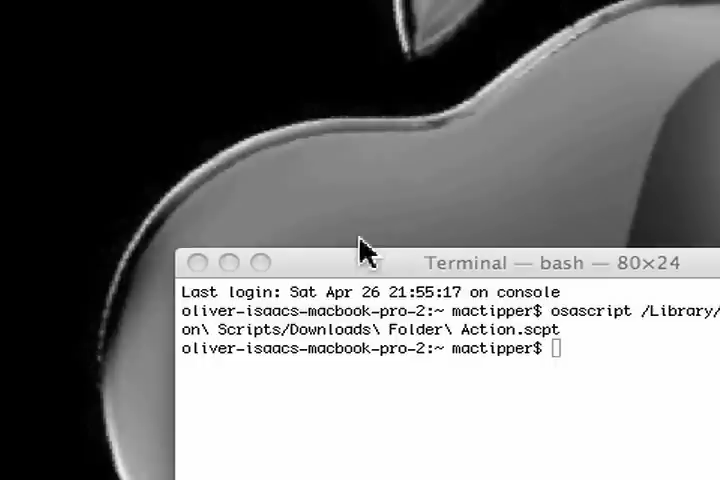 Terminal — bash — 80×24
Last login: Sat Apr 26 21:55:17 on console
oliver-isaacs-macbook-pro-2:~ mactipper$ osascript /Library/
on\ Scripts/Downloads\ Folder\ Action.scpt
oliver-isaacs-macbook-pro-2:~ mactipper$